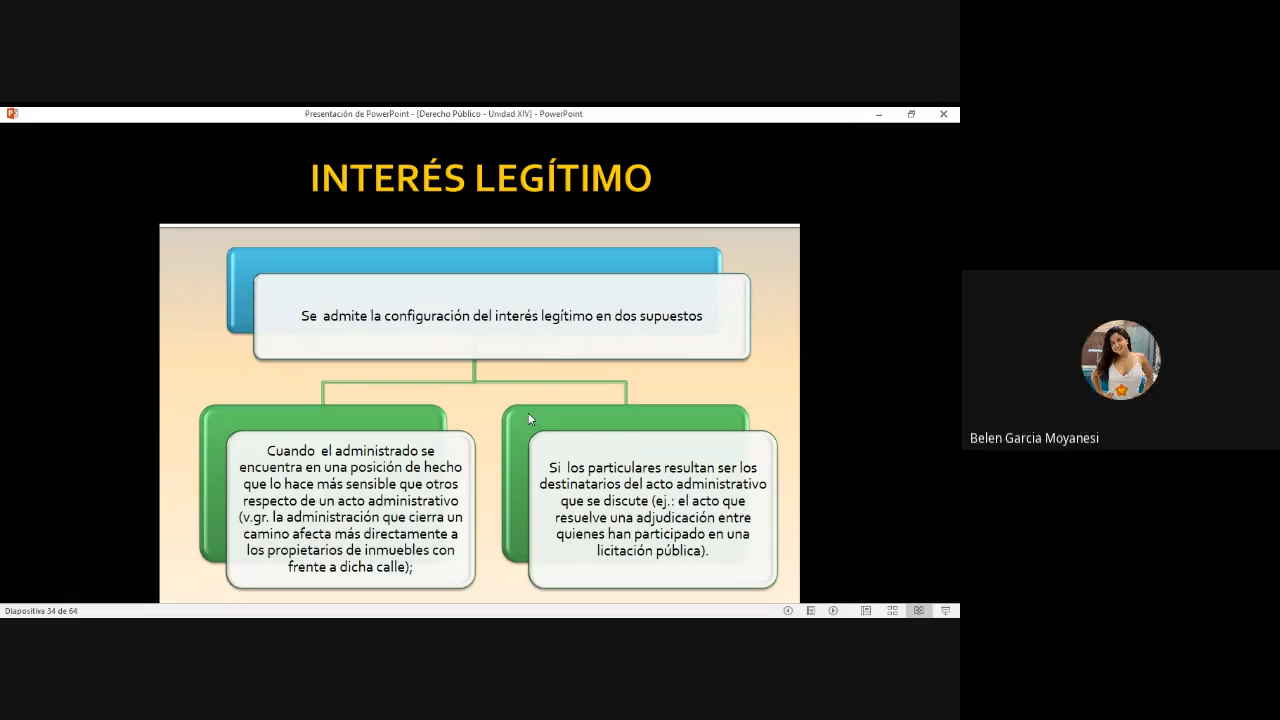 Presentación de PowerPoint - [Derecho Público - Unidad XIV] - PowerPoint
INTERÉS LEGÍTIMO
Se admite la configuración del interés legítimo en dos supuestos
Cuando el administrado se
encuentra en una posición de hecho
que lo hace más sensible que otros
respecto de un acto administrativo
(v.gr. la administración que cierra un
camino afecta más directamente a
los propietarios de inmuebles con
frente a dicha calle);
Si los particulares resultan ser los
destinatarios del acto administrativo
que se discute (ej.: el acto que
resuelve una adjudicación entre
quienes han participado en una
licitación pública).
Belen Garcia Moyanesi
Diapositiva 34 de 64